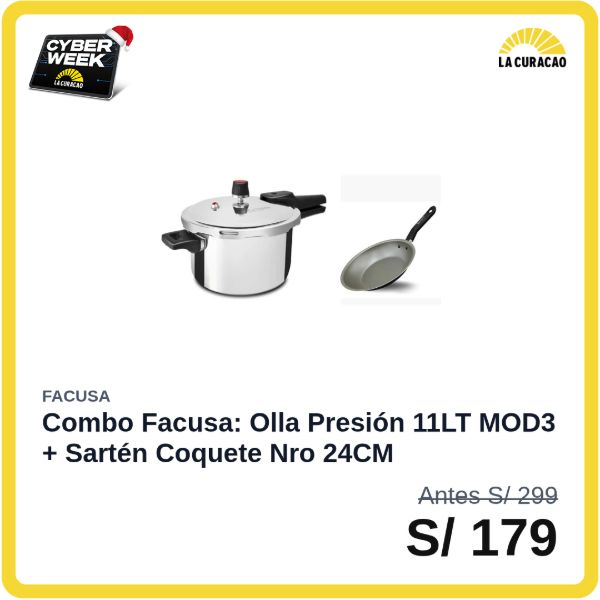 CYBER
WEEK
LA CURACAO
LA CURACAO
FACUSA
Combo Facusa: Olla Presión 11LT MOD3
+ Sartén Coquete Nro 24CM
Antes S/ 299
S/ 179